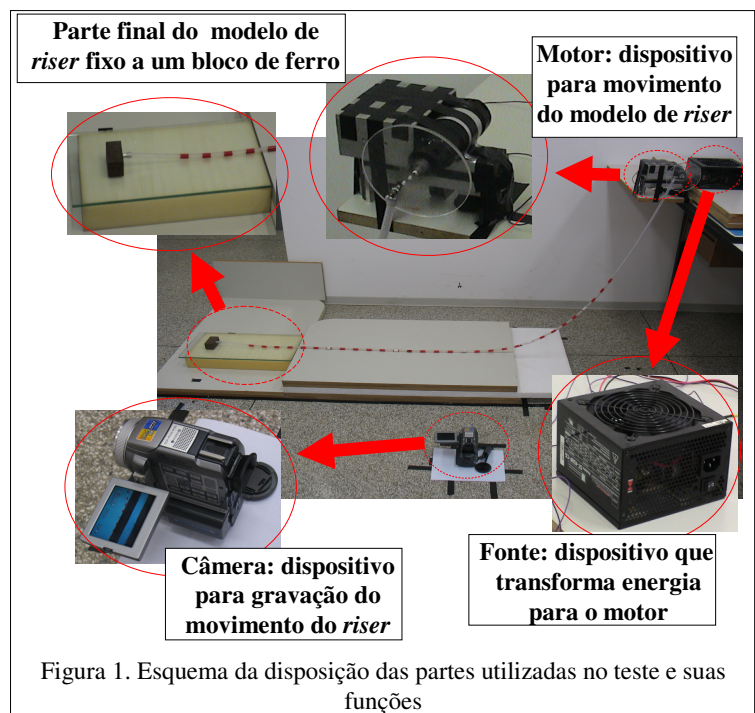 Parte final do modelo de
riser fixo a um bloco de ferro
Motor: dispositivo
para movimento
do modelo de riser
Câmera: dispositivo
para gravação do
movimento do riser
Fonte: dispositivo que
transforma energia
para o motor
Figura 1. Esquema da disposição das partes utilizadas no teste e suas
funções